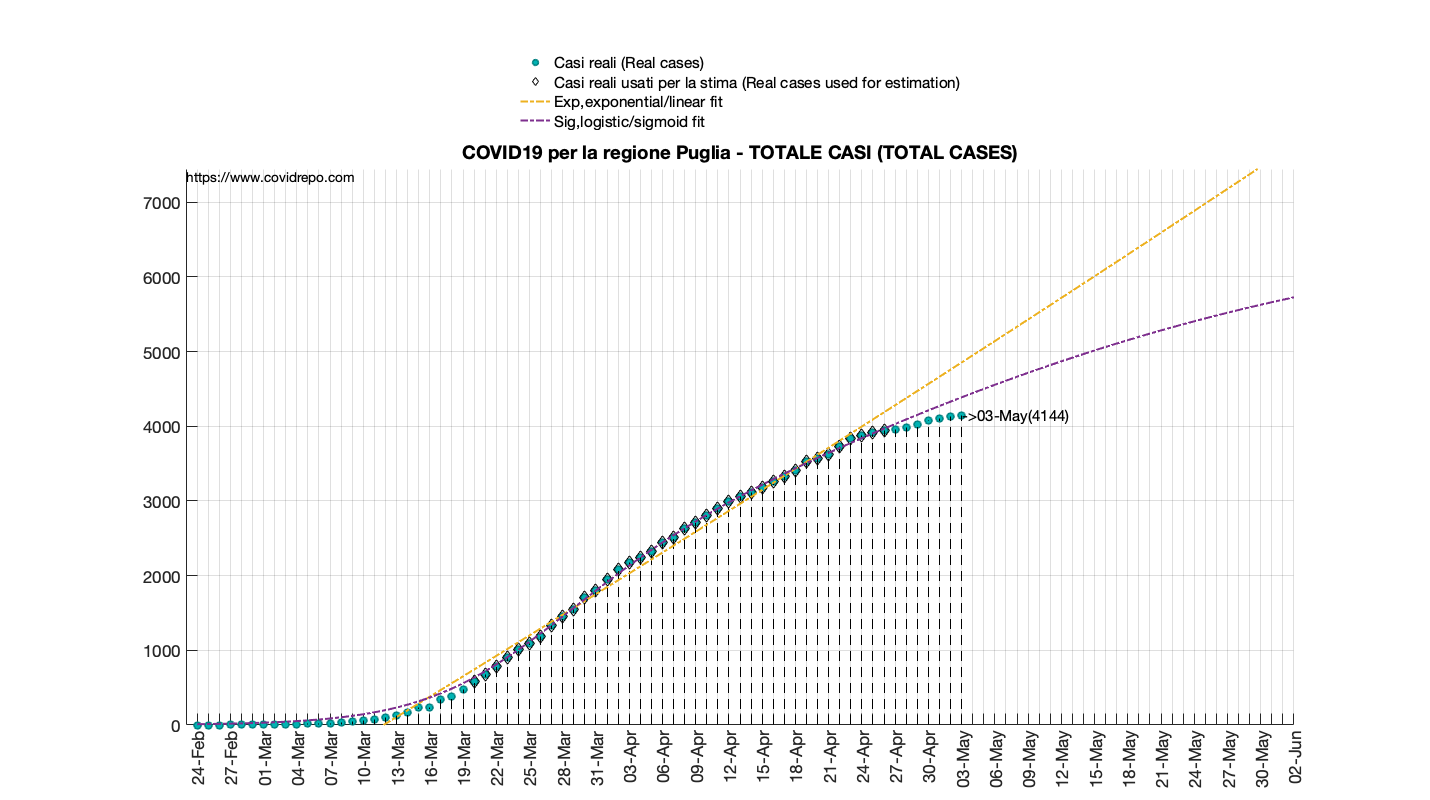 Casi reali (Real cases)
Casi reali usati per la stima (Real cases used for estimation)
Exp,exponential/linear fit
Sig,logistic/sigmoid fit
COVID19 per la regione Puglia - TOTALE CASI (TOTAL CASES)
https://www.covidrepo.com
7000
6000
5000
4000
3000
2000
1000
0
->03-May(4144)
24-Feb
27-Feb
01-Mar
04-Mar
07-Mar
10-Mar
13-Mar
16-Mar
19-Mar
22-Mar
25-Mar
28-Mar
31-Mar
03-Apr
06-Apr
09-Apr
12-Apr
15-Apr
18-Apr
21-Apr
24-Apr
27-Apr
30-Apr
03-May
06-May
09-May
12-May
15-May
18-May
21-May
24-May
27-May
30-May
02-Jun